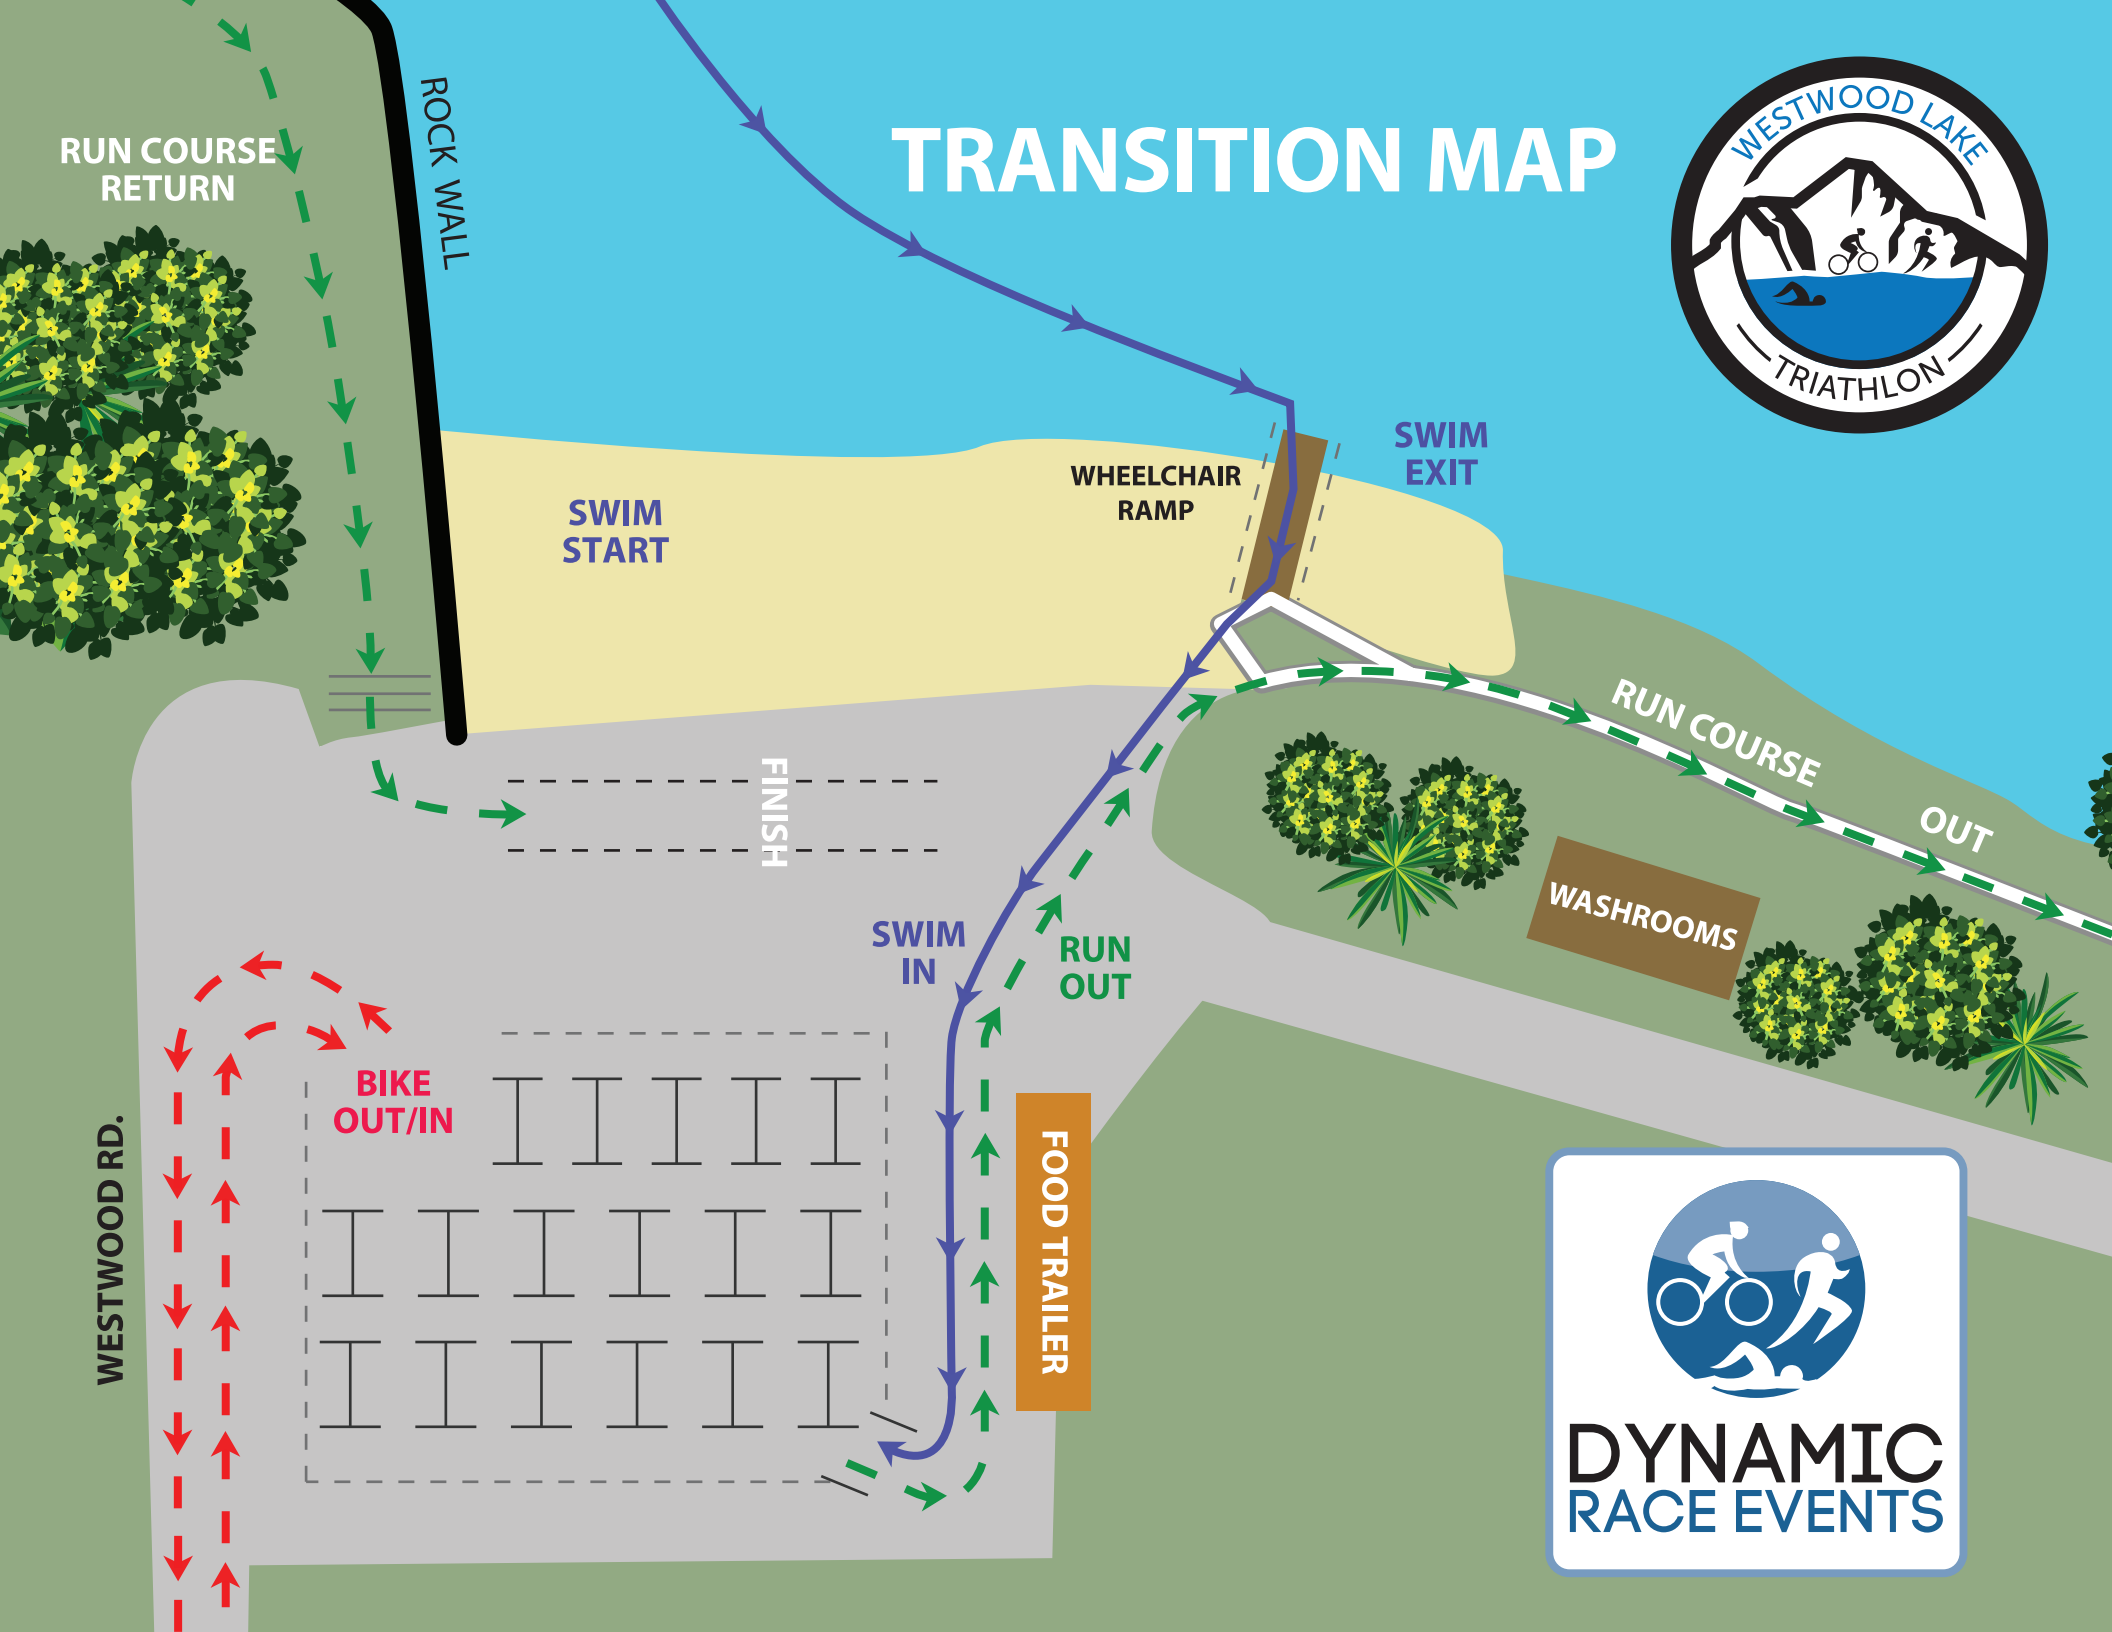 TRANSITION MAP
WESTWOOD LAKE
TRIATHLON
RUN COURSE
RETURN
ROCK WALL
SWIM
START
WHEELCHAIR
RAMP
SWIM
EXIT
RUN COURSE OUT
WASHROOMS
FINISH
SWIM
IN
RUN
OUT
BIKE
OUT/IN
WESTWOOD RD.
FOOD TRAILER
DYNAMIC
RACE EVENTS